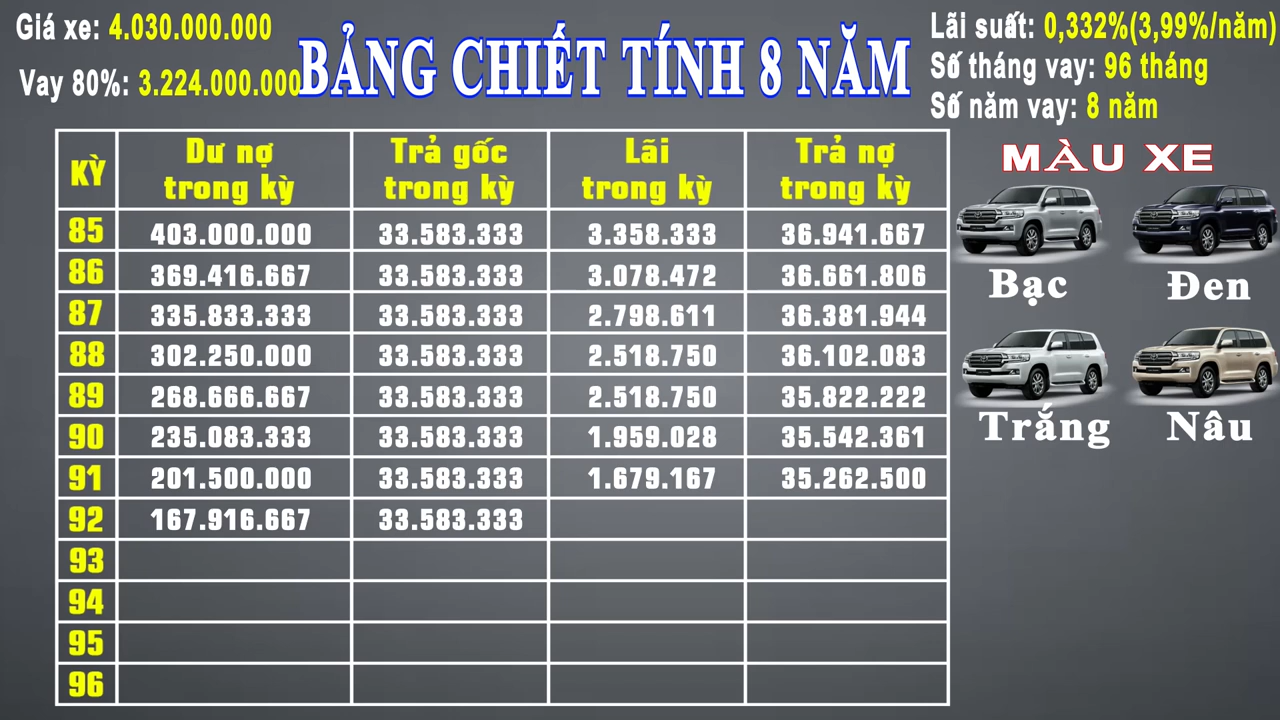 Giá xe: 4.030.000.000
Vay 80%: 3.224.000.000
BẢNG CHIẾT TÍNH 8 NĂM
Lãi suất: 0,332%(3,99%/năm)
Số tháng vay: 96 tháng
Số năm vay: 8 năm
KỲ Dư nợ trong kỳ Trả gốc trong kỳ Lãi trong kỳ Trả nợ trong kỳ
85 403.000.000 33.583.333 3.358.333 36.941.667
86 369.416.667 33.583.333 3.078.472 36.661.806
87 335.833.333 33.583.333 2.798.611 36.381.944
88 302.250.000 33.583.333 2.518.750 36.102.083
89 268.666.667 33.583.333 2.518.750 35.822.222
90 235.083.333 33.583.333 1.959.028 35.542.361
91 201.500.000 33.583.333 1.679.167 35.262.500
92 167.916.667 33.583.333
93
94
95
96
MÀU XE
Bạc Đen
Trắng Nâu